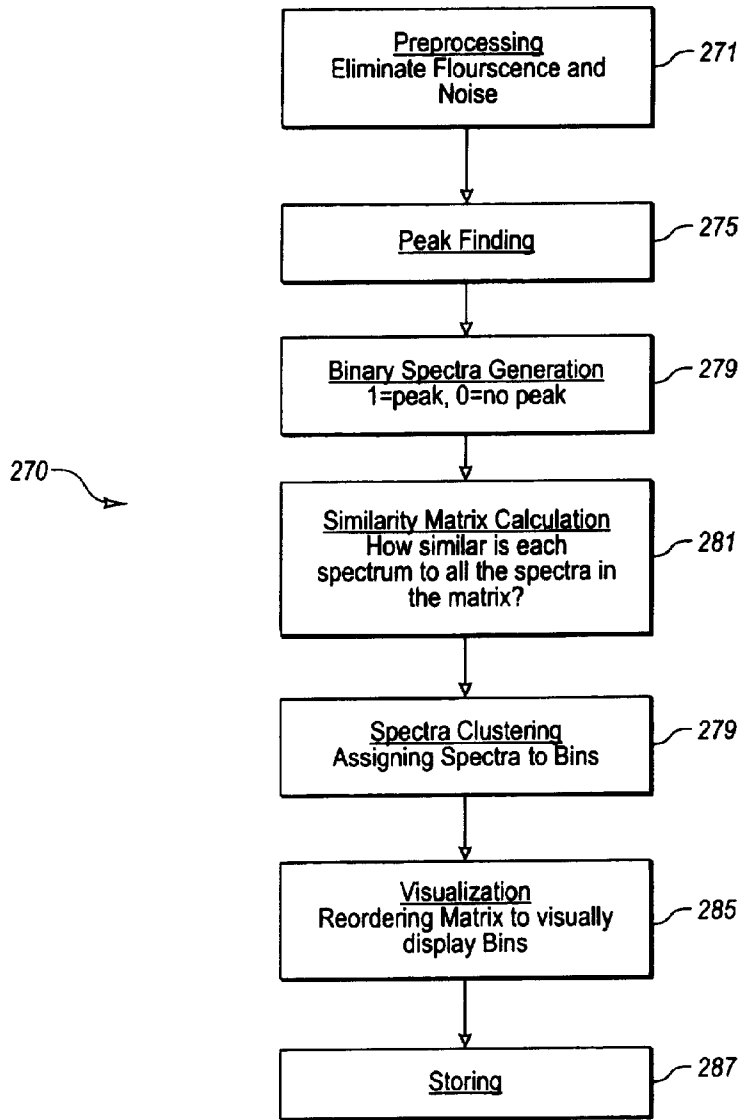 Preprocessing
Eliminate Flourscence and
Noise
271
Peak Finding
275
Binary Spectra Generation
1=peak, 0=no peak
279
270
Similarity Matrix Calculation
How similar is each
spectrum to all the spectra in
the matrix?
281
Spectra Clustering
Assigning Spectra to Bins
279
Visualization
Reordering Matrix to visually
display Bins
285
Storing
287